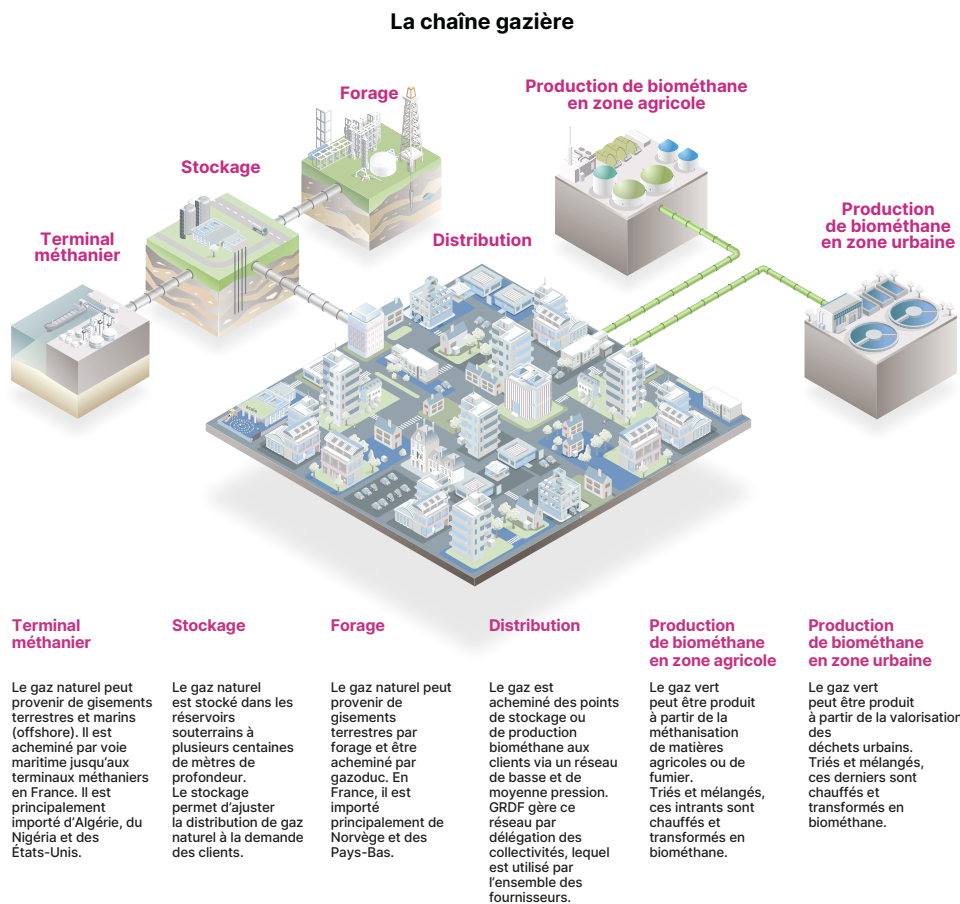 La chaîne gazière
Forage
Production de biométhane
en zone agricole
Stockage
Production
de biométhane
en zone urbaine
Terminal
méthanier
Distribution
Terminal
méthanier
Le gaz naturel peut
provenir de gisements
terrestres et marins
(offshore). Il est
acheminé par voie
maritime jusqu’aux
terminaux méthaniers
en France. Il est
principalement
importé d’Algérie, du
Nigéria et des
États-Unis.
Stockage
Le gaz naturel
est stocké dans les
réservoirs
souterrains à
plusieurs centaines
de mètres de
profondeur.
Le stockage
permet d’ajuster
la distribution de gaz
naturel à la demande
des clients.
Forage
Le gaz naturel peut
provenir de
gisements
terrestres par
forage et être
acheminé par
gazoduc. En
France, il est
importé
principalement de
Norvège et des
Pays-Bas.
Distribution
Le gaz est
acheminé des points
de stockage ou
de production
biométhane aux
clients via un réseau
de basse et de
moyenne pression.
GRDF gère ce
réseau par
délégation des
collectivités, lequel
est utilisé par
l’ensemble des
fournisseurs.
Production
de biométhane
en zone agricole
Le gaz vert
peut être produit
à partir de la
méthanisation
de matières
agricoles ou de
fumier.
Triés et mélangés,
ces intrants sont
chauffés et
transformés en
biométhane.
Production
de biométhane
en zone urbaine
Le gaz vert
peut être produit
à partir de la valorisation
des
déchets urbains.
Triés et mélangés,
ces derniers sont
chauffés et
transformés en
biométhane.